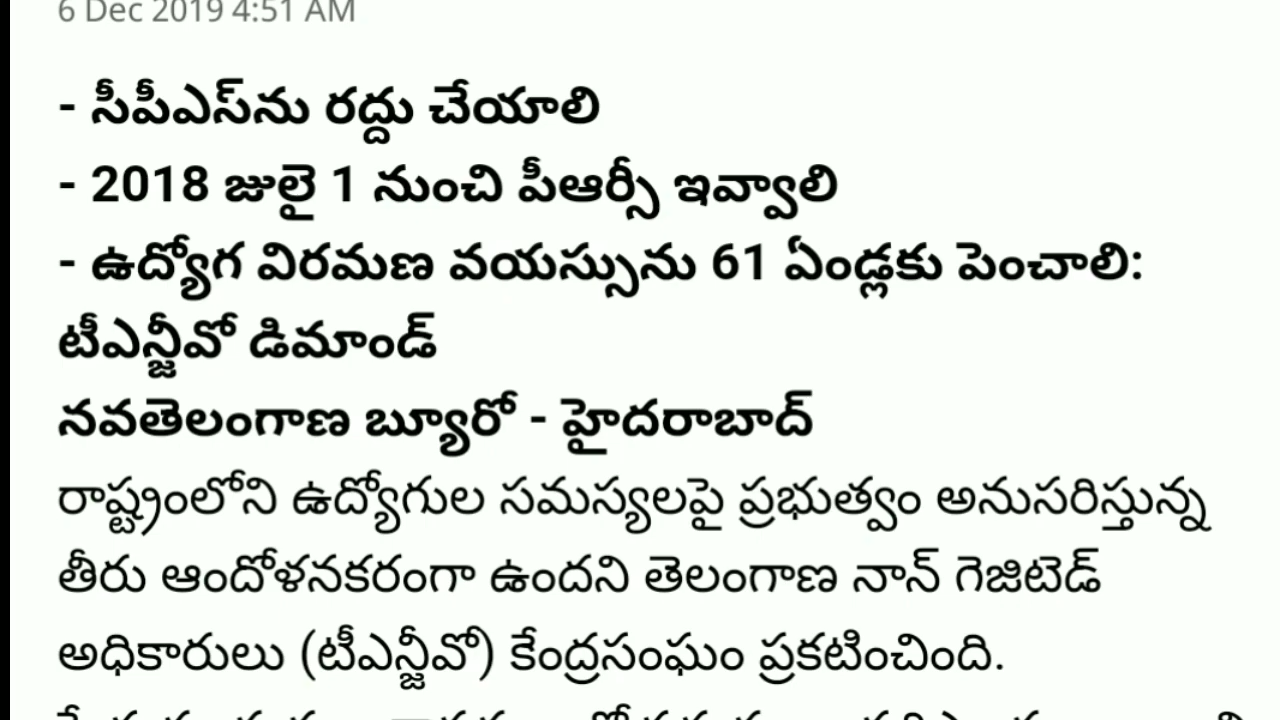 6 Dec 2019 4:51 AM
- సీపీఎస్‌ను రద్దు చేయాలి
- 2018 జులై 1 నుంచి పీఆర్సీ ఇవ్వాలి
- ఉద్యోగ విరమణ వయస్సును 61 ఏండ్లకు పెంచాలి:
టీఎన్జీవో డిమాండ్
నవతెలంగాణ బ్యూరో - హైదరాబాద్
రాష్ట్రంలోని ఉద్యోగుల సమస్యలపై ప్రభుత్వం అనుసరిస్తున్న
తీరు ఆందోళనకరంగా ఉందని తెలంగాణ నాన్ గెజిటెడ్
అధికారులు (టీఎన్జీవో) కేంద్రసంఘం ప్రకటించింది.